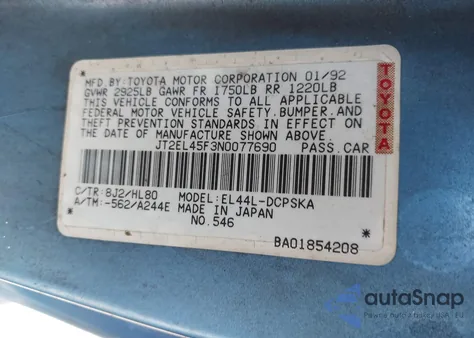 MFD.BY:TOYOTA MOTOR CORPORATION 01/92
GVWR 2925LB GAWR FR 1750LB RR 1220LB
THIS VEHICLE CONFORMS TO ALL APPLICABLE
FEDERAL MOTOR VEHICLE SAFETY,BUMPER,AND
THEFT PREVENTION STANDARDS IN EFFECT ON
THE DATE OF MANUFACTURE SHOWN ABOVE.
JT2EL45F3N0077690 PASS.CAR
TOYOTA
C/TR:8J2/HL80 MODEL:EL44L-DCPSKA
A/TM:-562/A244E MADE IN JAPAN
NO.546
BA01854208
autoSnap